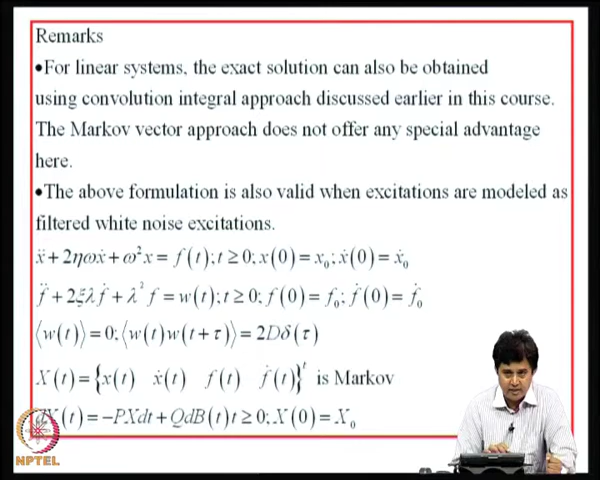 Remarks
•For linear systems, the exact solution can also be obtained
using convolution integral approach discussed earlier in this course.
The Markov vector approach does not offer any special advantage
here.
•The above formulation is also valid when excitations are modeled as
filtered white noise excitations.
ẍ+2ηωẋ+ω²x=f(t);t≥0;x(0)=x₀;ẋ(0)=ẋ₀
f̈+2ξλḟ+λ²f=w(t);t≥0;f(0)=f₀;ḟ(0)=ḟ₀
⟨w(t)⟩=0;⟨w(t)w(t+τ)⟩=2Dδ(τ)
X(t)={x(t) ẋ(t) f(t) ḟ(t)}ᵗ is Markov
dX(t)=-PXdt+QdB(t)t≥0;X(0)=X₀
NPTEL